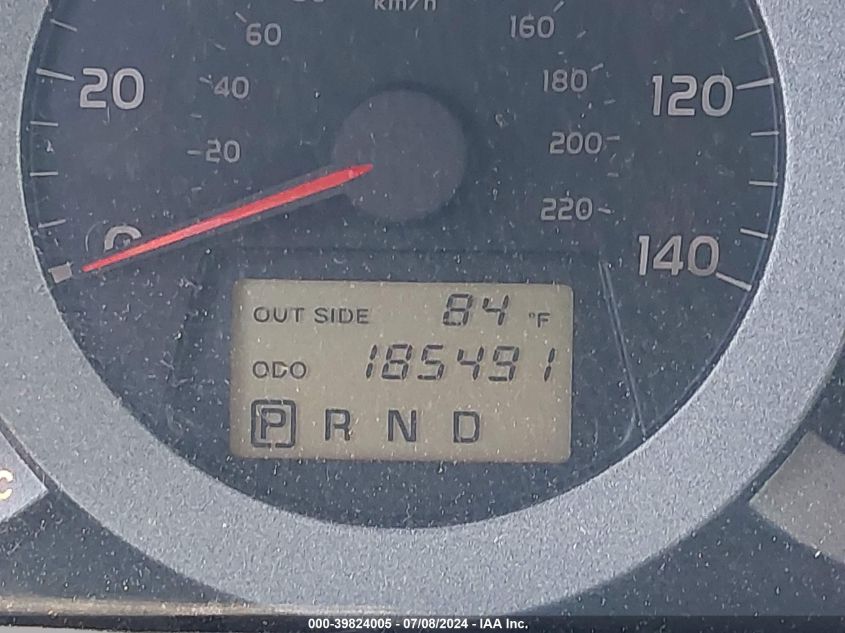 km/h
60 160
20 40 180 120
20 200
0 220 140
OUT SIDE 84 °F
ODO 185491
P R N D
C
000-39824005 - 07/08/2024 - IAA Inc.